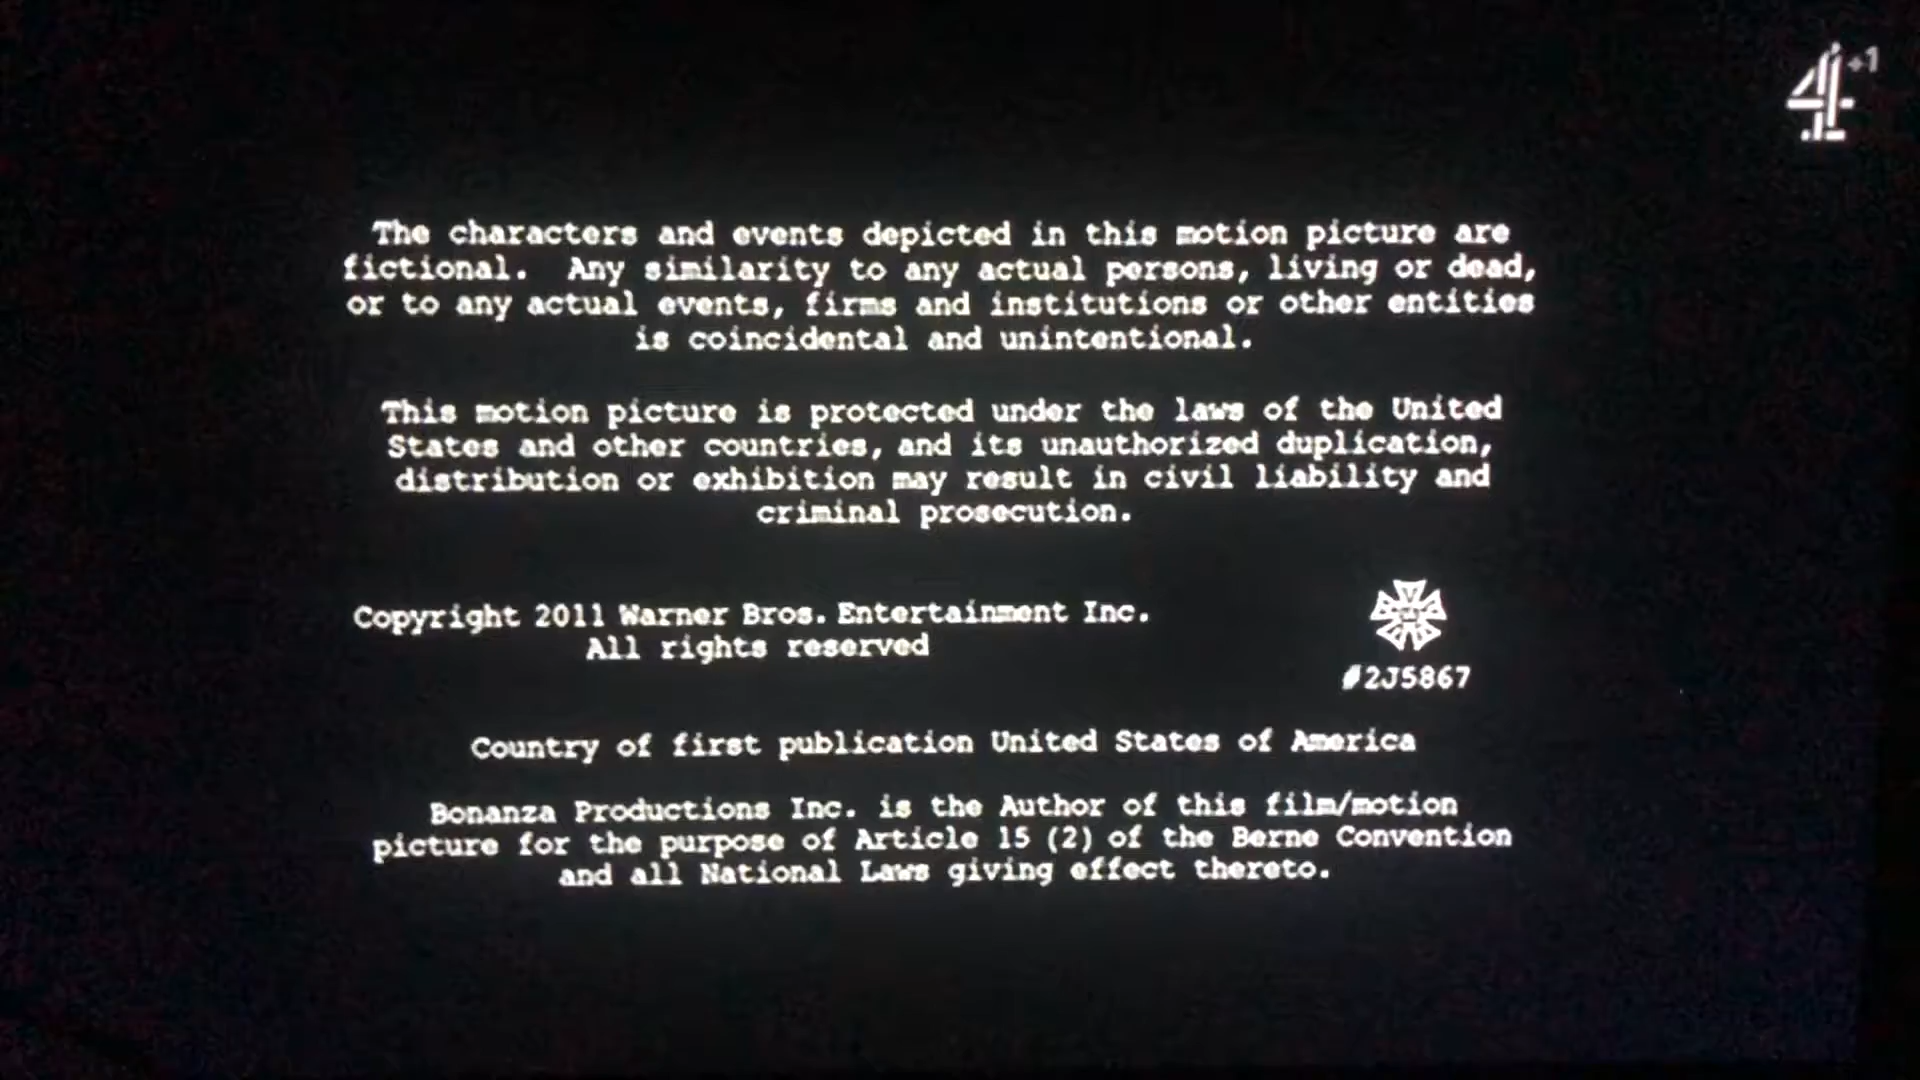 4+1
The characters and events depicted in this motion picture are
fictional. Any similarity to any actual persons, living or dead,
or to any actual events, firms and institutions or other entities
is coincidental and unintentional.
This motion picture is protected under the laws of the United
States and other countries, and its unauthorized duplication,
distribution or exhibition may result in civil liability and
criminal prosecution.
Copyright 2011 Warner Bros. Entertainment Inc.
All rights reserved
#2J5867
Country of first publication United States of America
Bonanza Productions Inc. is the Author of this film/motion
picture for the purpose of Article 15 (2) of the Berne Convention
and all National Laws giving effect thereto.